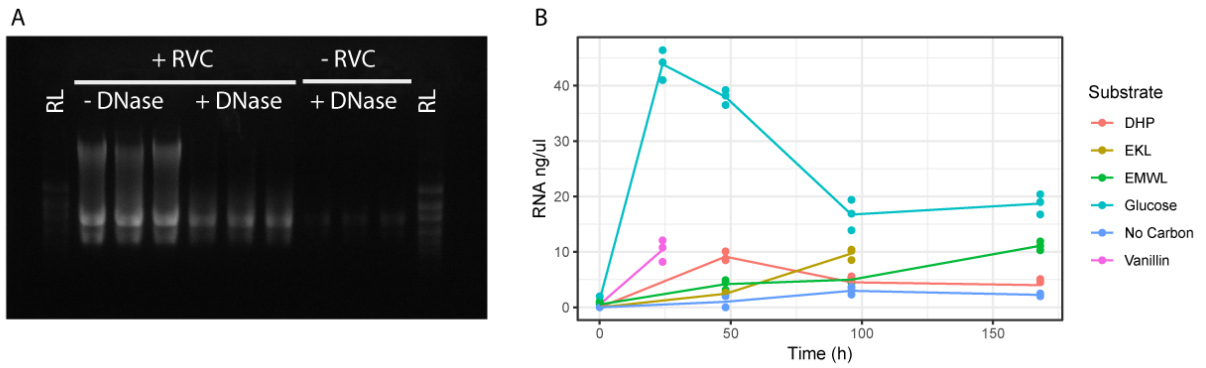 A
+ RVC
- RVC
RL
- DNase
+ DNase
+ DNase
RL
B
RNA ng/ul
40
30
20
10
0
0
50
100
150
Time (h)
Substrate
DHP
EKL
EMWL
Glucose
No Carbon
Vanillin